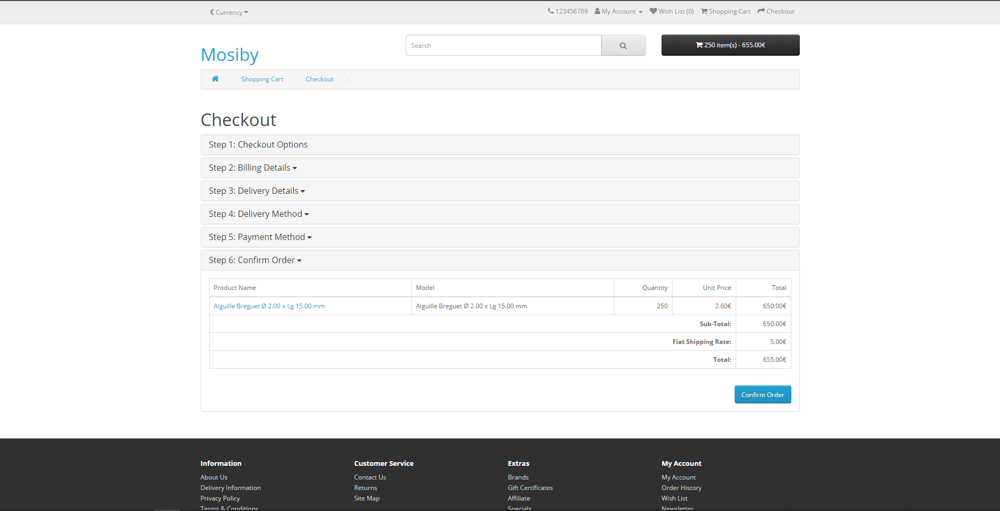 € Currency
123456789 My Account Wish List (0) Shopping Cart Checkout
Mosiby
Search
250 item(s) - 655.00€
Shopping Cart Checkout
Checkout
Step 1: Checkout Options
Step 2: Billing Details
Step 3: Delivery Details
Step 4: Delivery Method
Step 5: Payment Method
Step 6: Confirm Order
Product Name Model Quantity Unit Price Total
Aiguille Breguet Ø 2.00 x Lg 15.00 mm Aiguille Breguet Ø 2.00 x Lg 15.00 mm 250 2.60€ 650.00€
Sub-Total: 650.00€
Flat Shipping Rate: 5.00€
Total: 655.00€
Confirm Order
Information Customer Service Extras My Account
About Us Contact Us Brands My Account
Delivery Information Returns Gift Certificates Order History
Privacy Policy Site Map Affiliate Wish List
Terms & Conditions Specials Newsletter